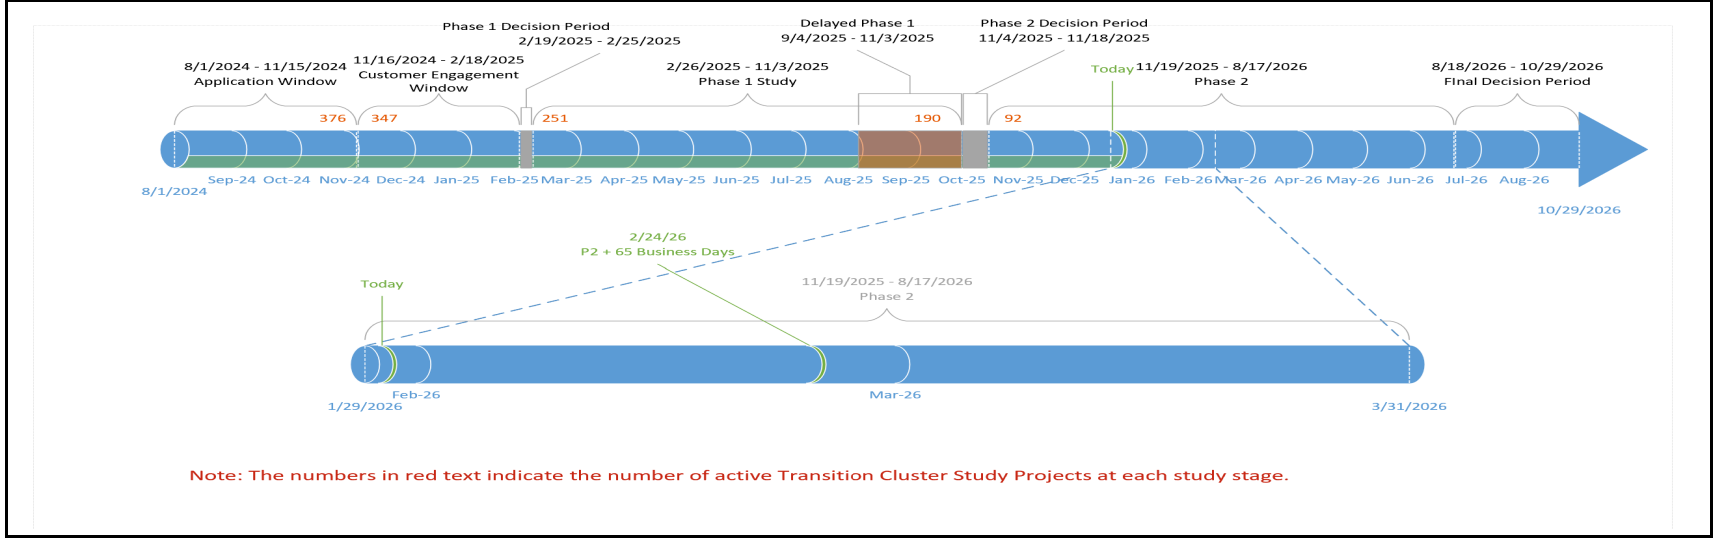 Phase 1 Decision Period
2/19/2025 - 2/25/2025
Delayed Phase 1
9/4/2025 - 11/3/2025
Phase 2 Decision Period
11/4/2025 - 11/18/2025
8/1/2024 - 11/15/2024
Application Window
11/16/2024 - 2/18/2025
Customer Engagement
Window
2/26/2025 - 11/3/2025
Phase 1 Study
Today
11/19/2025 - 8/17/2026
Phase 2
8/18/2026 - 10/29/2026
FInal Decision Period
376 347 251 190 92
Sep-24 Oct-24 Nov-24 Dec-24 Jan-25 Feb-25 Mar-25 Apr-25 May-25 Jun-25 Jul-25 Aug-25 Sep-25 Oct-25 Nov-25 Dec-25 Jan-26 Feb-26 Mar-26 Apr-26 May-26 Jun-26 Jul-26 Aug-26
8/1/2024
10/29/2026
2/24/26
P2 + 65 Business Days
Today
11/19/2025 - 8/17/2026
Phase 2
Feb-26 Mar-26
1/29/2026 3/31/2026
Note: The numbers in red text indicate the number of active Transition Cluster Study Projects at each study stage.